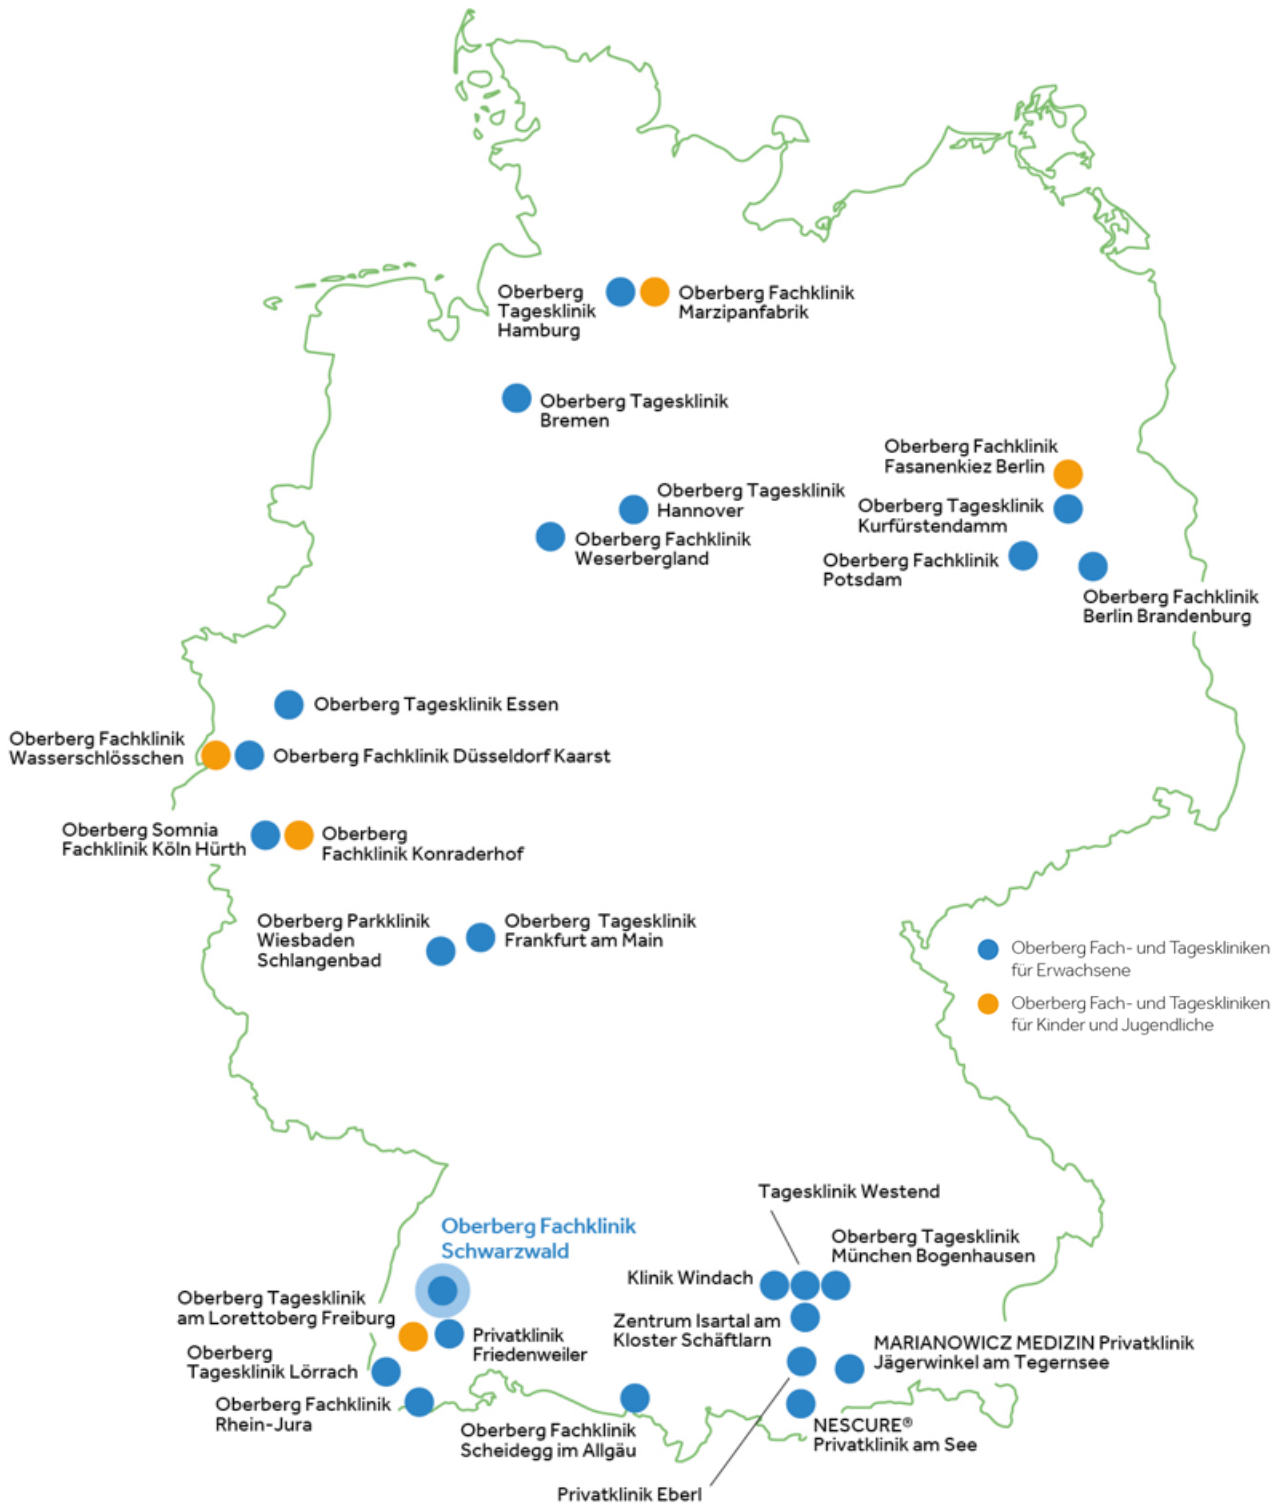 Oberberg
Tagesklinik
Hamburg
Oberberg Fachklinik
Marzipanfabrik
Oberberg Tagesklinik
Bremen
Oberberg Fachklinik
Fasanenkiez Berlin
Oberberg Tagesklinik
Hannover
Oberberg Tagesklinik
Kurfürstendamm
Oberberg Fachklinik
Weserbergland
Oberberg Fachklinik
Potsdam
Oberberg Fachklinik
Berlin Brandenburg
Oberberg Tagesklinik Essen
Oberberg Fachklinik
Wasserschlösschen
Oberberg Fachklinik Düsseldorf Kaarst
Oberberg Somnia
Fachklinik Köln Hürth
Oberberg
Fachklinik Konraderhof
Oberberg Parkklinik
Wiesbaden
Schlangenbad
Oberberg Tagesklinik
Frankfurt am Main
Oberberg Fach- und Tageskliniken
für Erwachsene
Oberberg Fach- und Tageskliniken
für Kinder und Jugendliche
Tagesklinik Westend
Oberberg Fachklinik
Schwarzwald
Oberberg Tagesklinik
München Bogenhausen
Klinik Windach
Oberberg Tagesklinik
am Lorettoberg Freiburg
Zentrum Isartal am
Kloster Schäftlarn
Privatklinik
Friedenweiler
MARIANOWICZ MEDIZIN Privatklinik
Jägerwinkel am Tegernsee
Oberberg
Tagesklinik Lörrach
Oberberg Fachklinik
Rhein-Jura
Oberberg Fachklinik
Scheidegg im Allgäu
NESCURE®
Privatklinik am See
Privatklinik Eberl